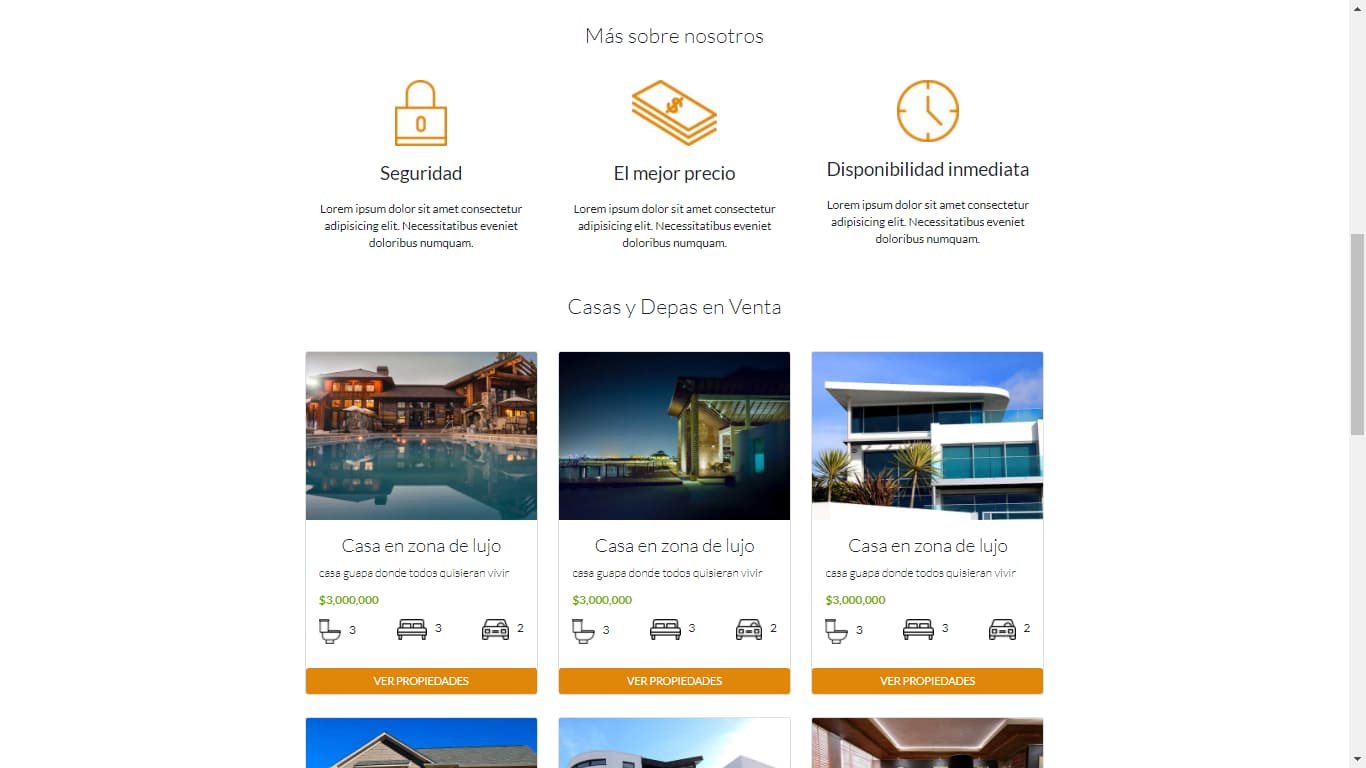 Más sobre nosotros
0
$
Seguridad
El mejor precio
Disponibilidad inmediata
Lorem ipsum dolor sit amet consectetur
adipisicing elit. Necessitatibus eveniet
doloribus numquam.
Lorem ipsum dolor sit amet consectetur
adipisicing elit. Necessitatibus eveniet
doloribus numquam.
Lorem ipsum dolor sit amet consectetur
adipisicing elit. Necessitatibus eveniet
doloribus numquam.
Casas y Depas en Venta
Casa en zona de lujo
casa guapa donde todos quisieran vivir
$3,000,000
3 3 2
VER PROPIEDADES
Casa en zona de lujo
casa guapa donde todos quisieran vivir
$3,000,000
3 3 2
VER PROPIEDADES
Casa en zona de lujo
casa guapa donde todos quisieran vivir
$3,000,000
3 3 2
VER PROPIEDADES